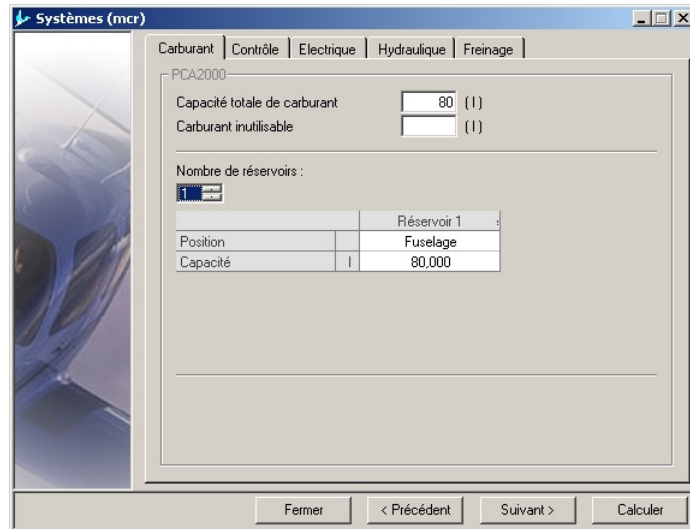 Systèmes (mcr)
Carburant Contrôle Electrique Hydraulique Freinage
PCA2000
Capacité totale de carburant 80 (l)
Carburant inutilisable (l)
Nombre de réservoirs :
1
Réservoir 1
Position Fuselage
Capacité l 80,000
Fermer < Précédent Suivant > Calculer